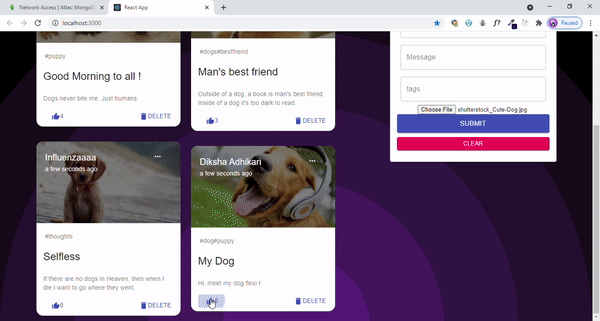 Network Access | Atlas: MongoD
React App
localhost:3000
Paused
#puppy
Good Morning to all !
Dogs never bite me. Just humans.
4
DELETE
#dogs#bestfriend
Man's best friend
Outside of a dog, a book is man's best friend.
Inside of a dog it's too dark to read.
3
DELETE
Influenzaaaa
a few seconds ago
#thoughts
Selfless
If there are no dogs in Heaven, then when I
die I want to go where they went.
0
DELETE
Diksha Adhikari
a few seconds ago
#dog#puppy
My Dog
Hi, meet my dog flexi !
0
DELETE
Message
tags
Choose File shutterstock_Cute-Dog.jpg
SUBMIT
CLEAR